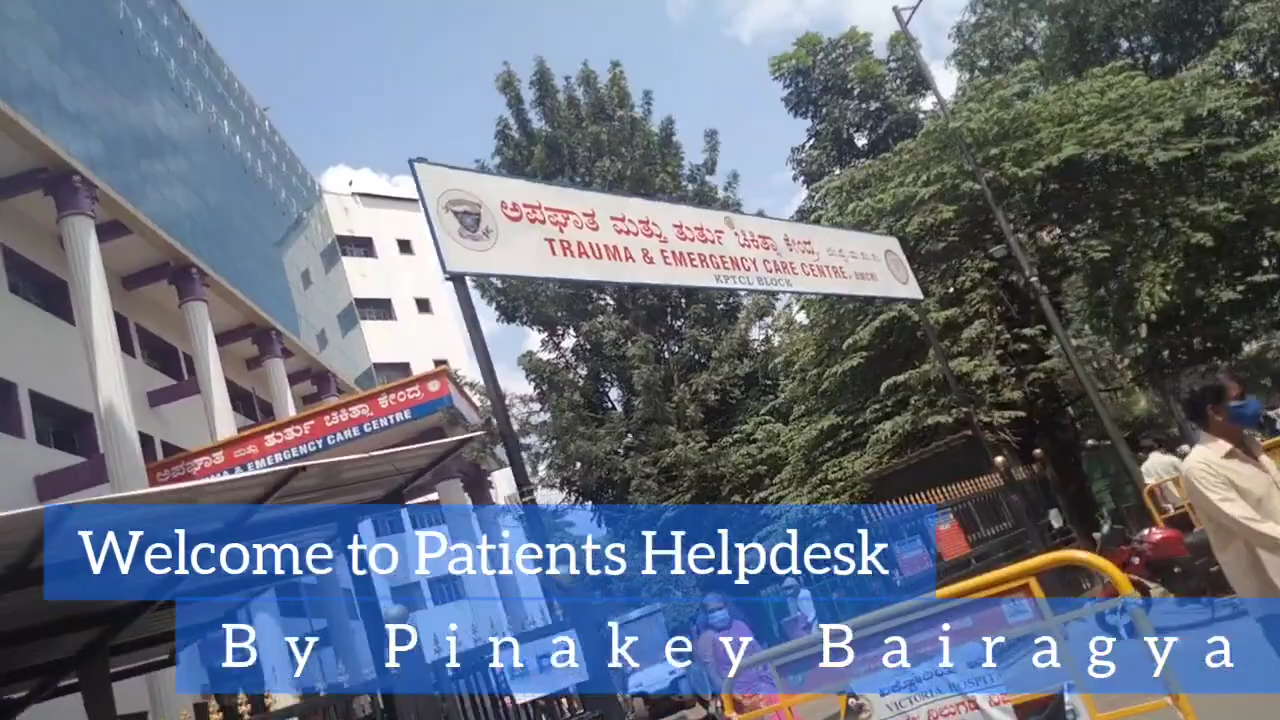 ಅಪಘಾತ ಮತ್ತು ತುರ್ತು ಚಿಕಿತ್ಸಾ ಕೇಂದ್ರ,
TRAUMA & EMERGENCY CARE CENTRE, BMCRI
KPTCL BLOCK
ಅಪಘಾತ ಮತ್ತು ತುರ್ತು ಚಿಕಿತ್ಸಾ ಕೇಂದ್ರ
& EMERGENCY CARE CENTRE
Welcome to Patients Helpdesk
By Pinakey Bairagya
VICTORIA HOSPITAL